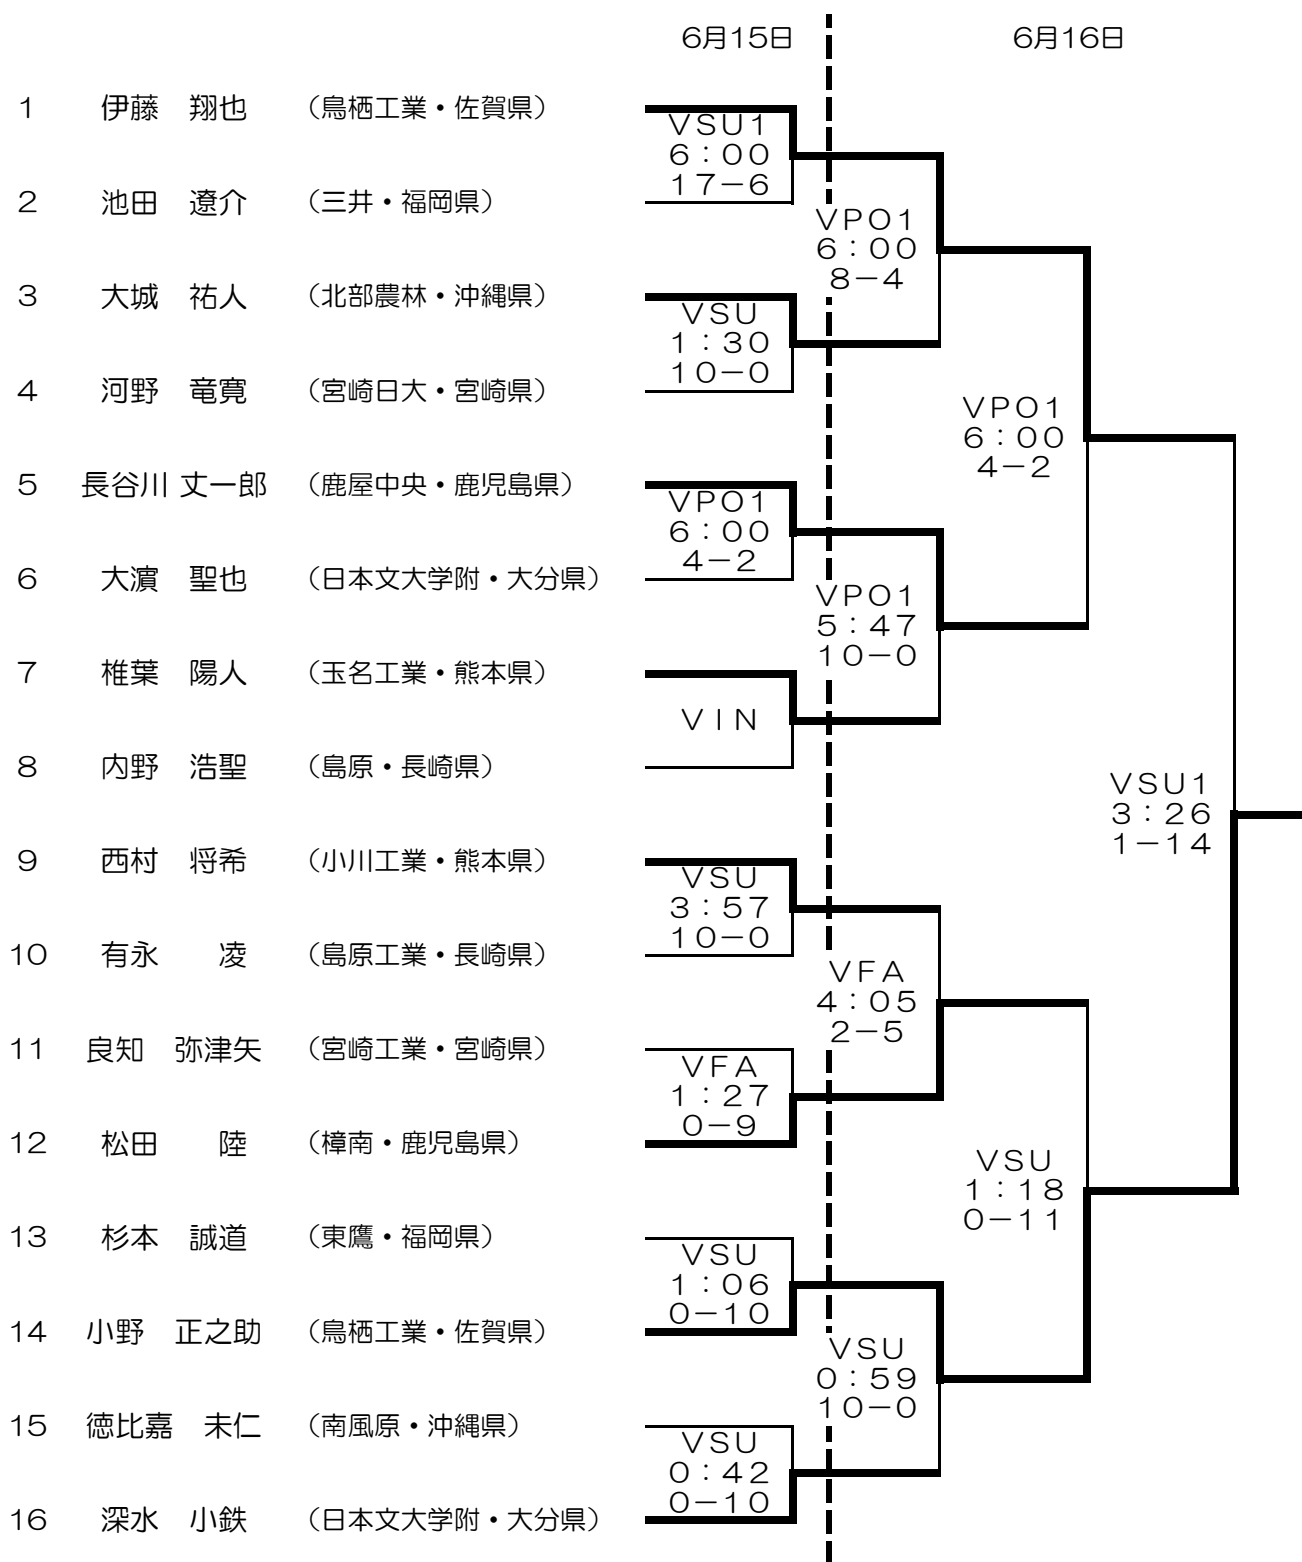 6月15日 6月16日
1 伊藤 翔也 (鳥栖工業・佐賀県)
VSU1
6:00
17-6
2 池田 遼介 (三井・福岡県)
VPO1
6:00
8-4
3 大城 祐人 (北部農林・沖縄県)
VSU
1:30
10-0
4 河野 竜寛 (宮崎日大・宮崎県)
VPO1
6:00
4-2
5 長谷川 丈一郎 (鹿屋中央・鹿児島県)
VPO1
6:00
4-2
6 大濵 聖也 (日本文大学附・大分県)
VPO1
5:47
10-0
7 椎葉 陽人 (玉名工業・熊本県)
VIN
8 内野 浩聖 (島原・長崎県)
VSU1
3:26
1-14
9 西村 将希 (小川工業・熊本県)
VSU
3:57
10-0
10 有永 凌 (島原工業・長崎県)
VFA
4:05
2-5
11 良知 弥津矢 (宮崎工業・宮崎県)
VFA
1:27
0-9
12 松田 陸 (樟南・鹿児島県)
VSU
1:18
0-11
13 杉本 誠道 (東鷹・福岡県)
VSU
1:06
0-10
14 小野 正之助 (鳥栖工業・佐賀県)
VSU
0:59
10-0
15 徳比嘉 未仁 (南風原・沖縄県)
VSU
0:42
0-10
16 深水 小鉄 (日本文大学附・大分県)